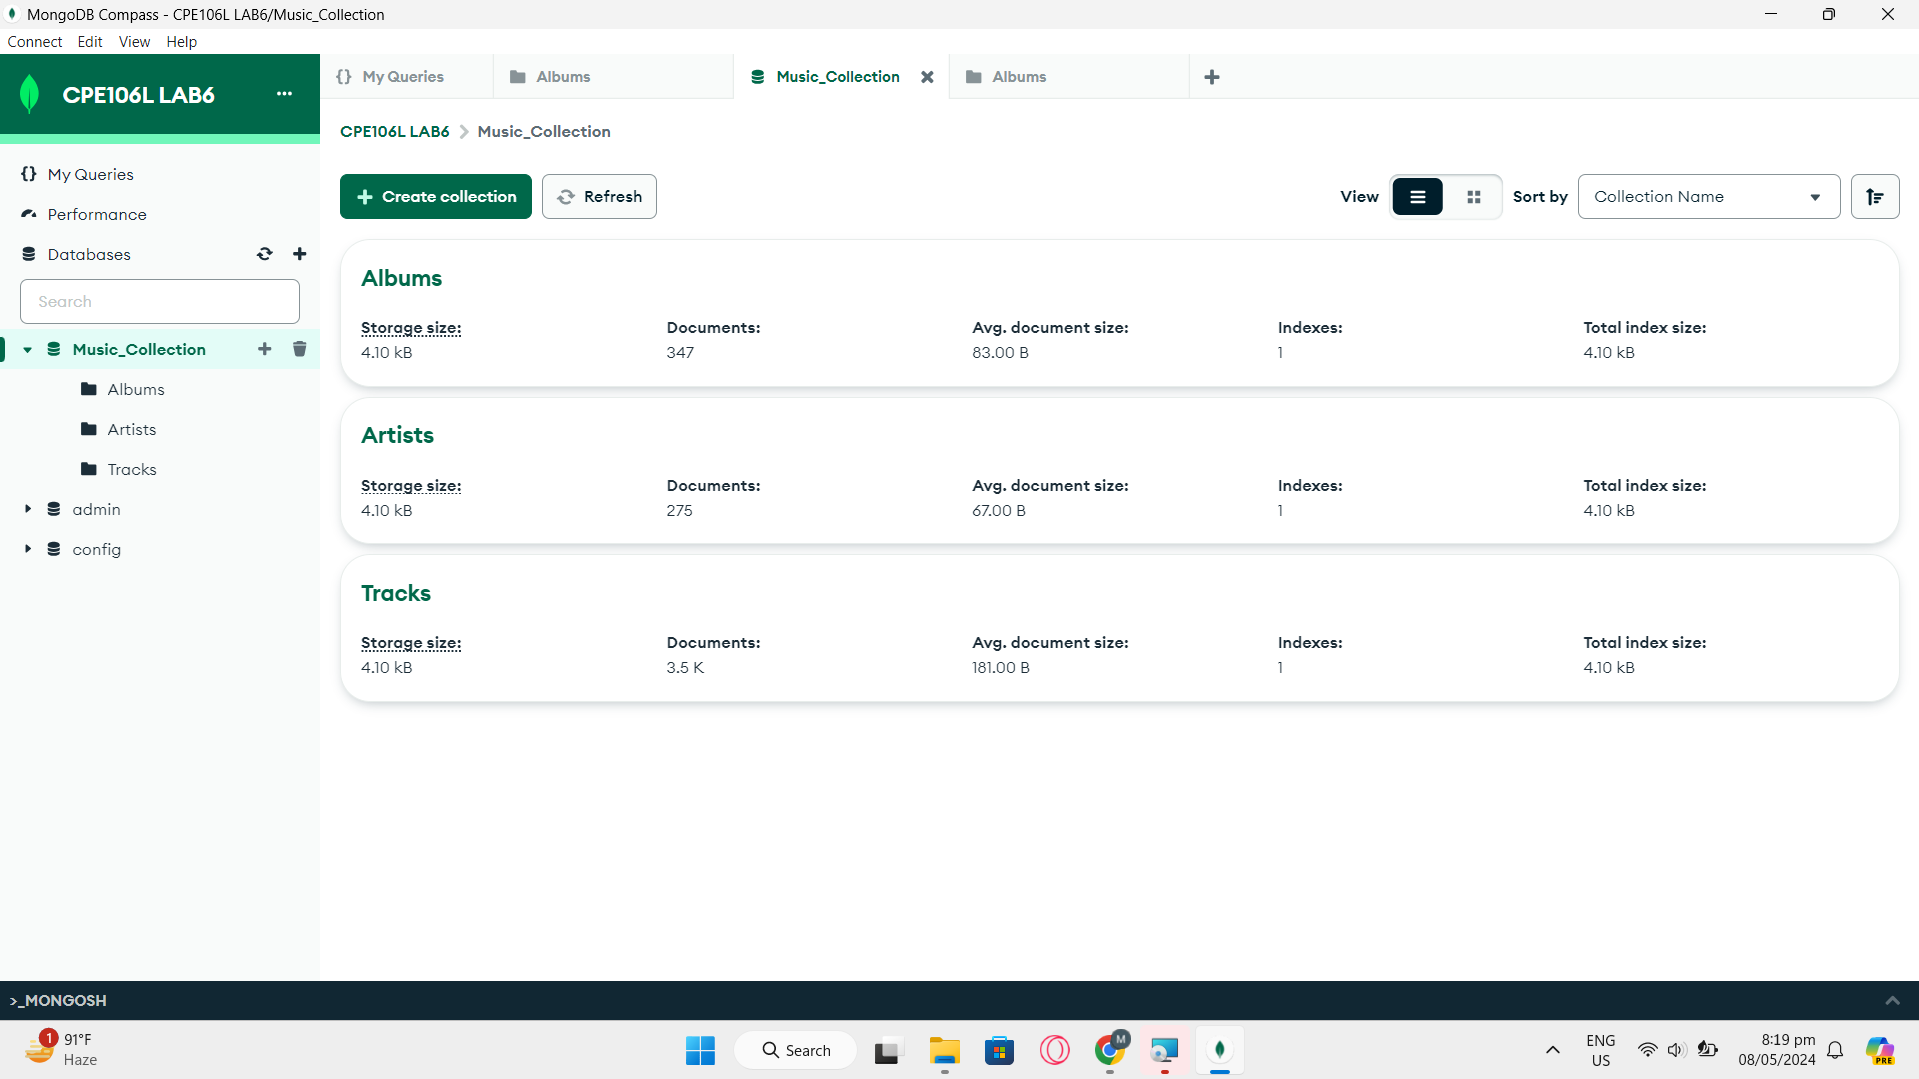 MongoDB Compass - CPE106L LAB6/Music_Collection
Connect Edit View Help
CPE106L LAB6
{} My Queries
Albums
Music_Collection
Albums
CPE106L LAB6 > Music_Collection
{} My Queries
Performance
Databases
Search
Music_Collection
Albums
Artists
Tracks
admin
config
Create collection
Refresh
View
Sort by
Collection Name
Albums
Storage size: Documents: Avg. document size: Indexes: Total index size:
4.10 kB 347 83.00 B 1 4.10 kB
Artists
Storage size: Documents: Avg. document size: Indexes: Total index size:
4.10 kB 275 67.00 B 1 4.10 kB
Tracks
Storage size: Documents: Avg. document size: Indexes: Total index size:
4.10 kB 3.5 K 181.00 B 1 4.10 kB
>_MONGOSH
1
91°F
Haze
Search
M
ENG
US
8:19 pm
08/05/2024
PRE